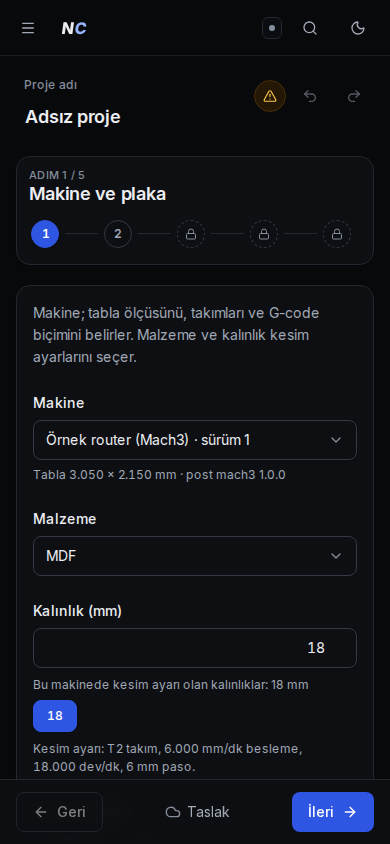 NC
Proje adı
Adsız proje
ADIM 1 / 5
Makine ve plaka
1
2
Makine; tabla ölçüsünü, takımları ve G-code
biçimini belirler. Malzeme ve kalınlık kesim
ayarlarını seçer.
Makine
Örnek router (Mach3) · sürüm 1
Tabla 3.050 × 2.150 mm · post mach3 1.0.0
Malzeme
MDF
Kalınlık (mm)
18
Bu makinede kesim ayarı olan kalınlıklar: 18 mm
18
Kesim ayarı: T2 takım, 6.000 mm/dk besleme,
18.000 dev/dk, 6 mm paso.
Geri
Taslak
İleri